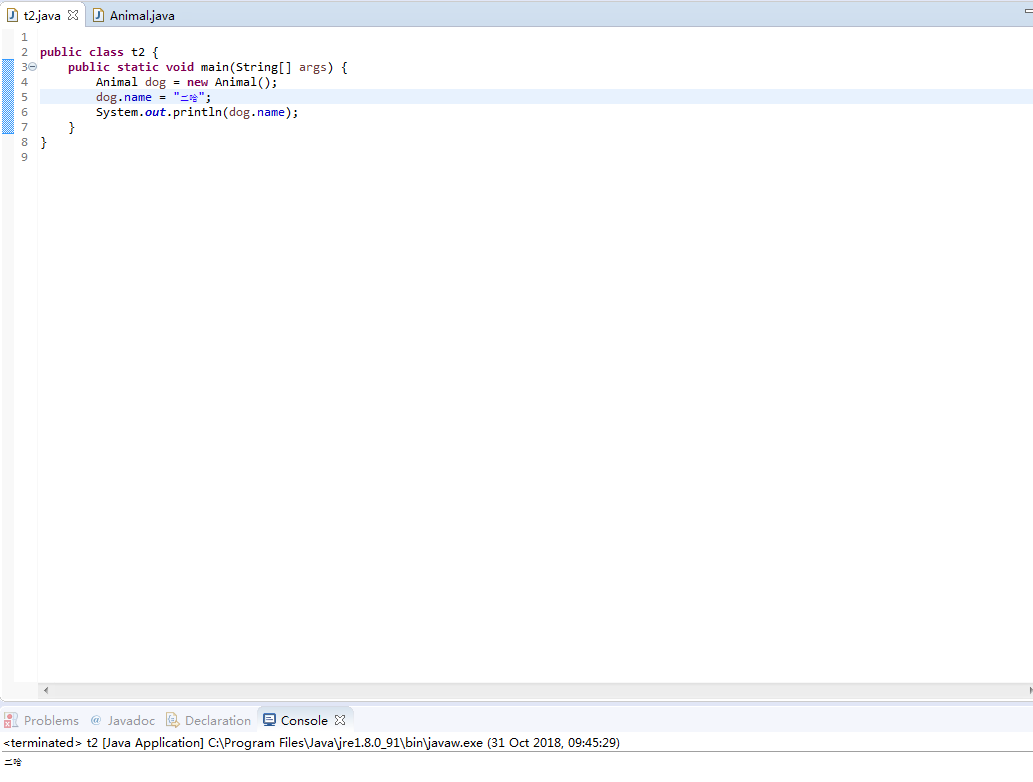 t2.java Animal.java
1
2 public class t2 {
3 public static void main(String[] args) {
4 Animal dog = new Animal();
5 dog.name = "二哈";
6 System.out.println(dog.name);
7 }
8 }
9
Problems @ Javadoc Declaration Console
<terminated> t2 [Java Application] C:\Program Files\Java\jre1.8.0_91\bin\javaw.exe (31 Oct 2018, 09:45:29)
二哈